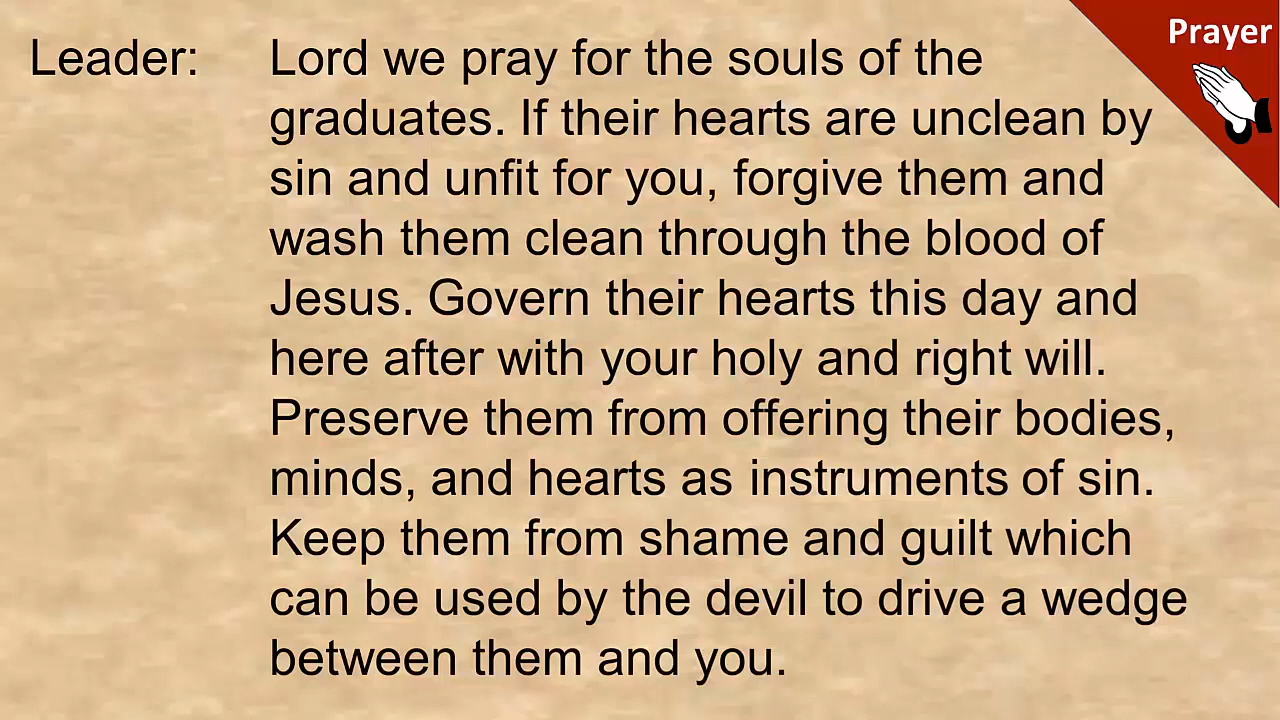 Prayer
Leader: Lord we pray for the souls of the
graduates. If their hearts are unclean by
sin and unfit for you, forgive them and
wash them clean through the blood of
Jesus. Govern their hearts this day and
here after with your holy and right will.
Preserve them from offering their bodies,
minds, and hearts as instruments of sin.
Keep them from shame and guilt which
can be used by the devil to drive a wedge
between them and you.